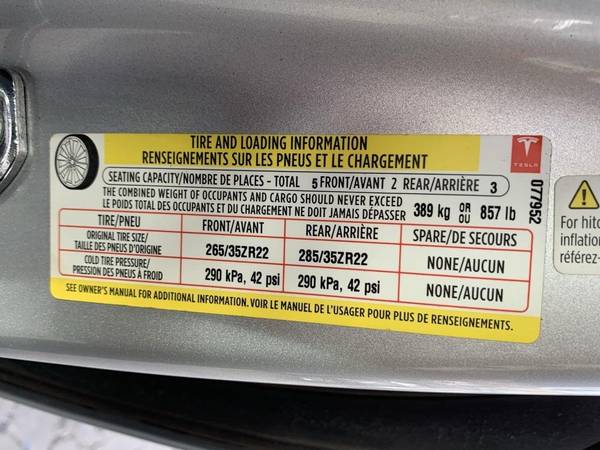 TIRE AND LOADING INFORMATION
RENSEIGNEMENTS SUR LES PNEUS ET LE CHARGEMENT
TESLA
SEATING CAPACITY/NOMBRE DE PLACES - TOTAL 5 FRONT/AVANT 2 REAR/ARRIÈRE 3
THE COMBINED WEIGHT OF OCCUPANTS AND CARGO SHOULD NEVER EXCEED
LE POIDS TOTAL DES OCCUPANTS ET DU CHARGEMENT NE DOIT JAMAIS DÉPASSER
389 kg OR 857 lb
OU
077952
TIRE/PNEU FRONT/AVANT REAR/ARRIÈRE SPARE/DE SECOURS
ORIGINAL TIRE SIZE/
TAILLE DES PNEUS D'ORIGINE 265/35ZR22 285/35ZR22 NONE/AUCUN
COLD TIRE PRESSURE/
PRESSION DES PNEUS À FROID 290 kPa, 42 psi 290 kPa, 42 psi NONE/AUCUN
SEE OWNER'S MANUAL FOR ADDITIONAL INFORMATION. VOIR LE MANUEL DE L'USAGER POUR PLUS DE RENSEIGNEMENTS.
For hitc
inflation
référez-